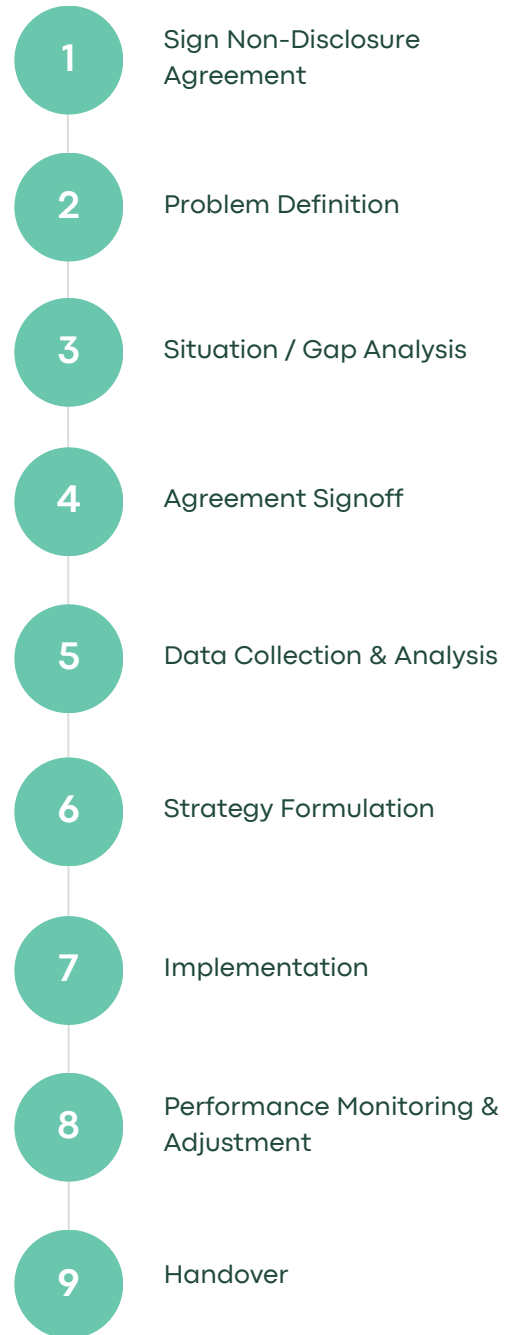 1
Sign Non-Disclosure
Agreement
2
Problem Definition
3
Situation / Gap Analysis
4
Agreement Signoff
5
Data Collection & Analysis
6
Strategy Formulation
7
Implementation
8
Performance Monitoring &
Adjustment
9
Handover